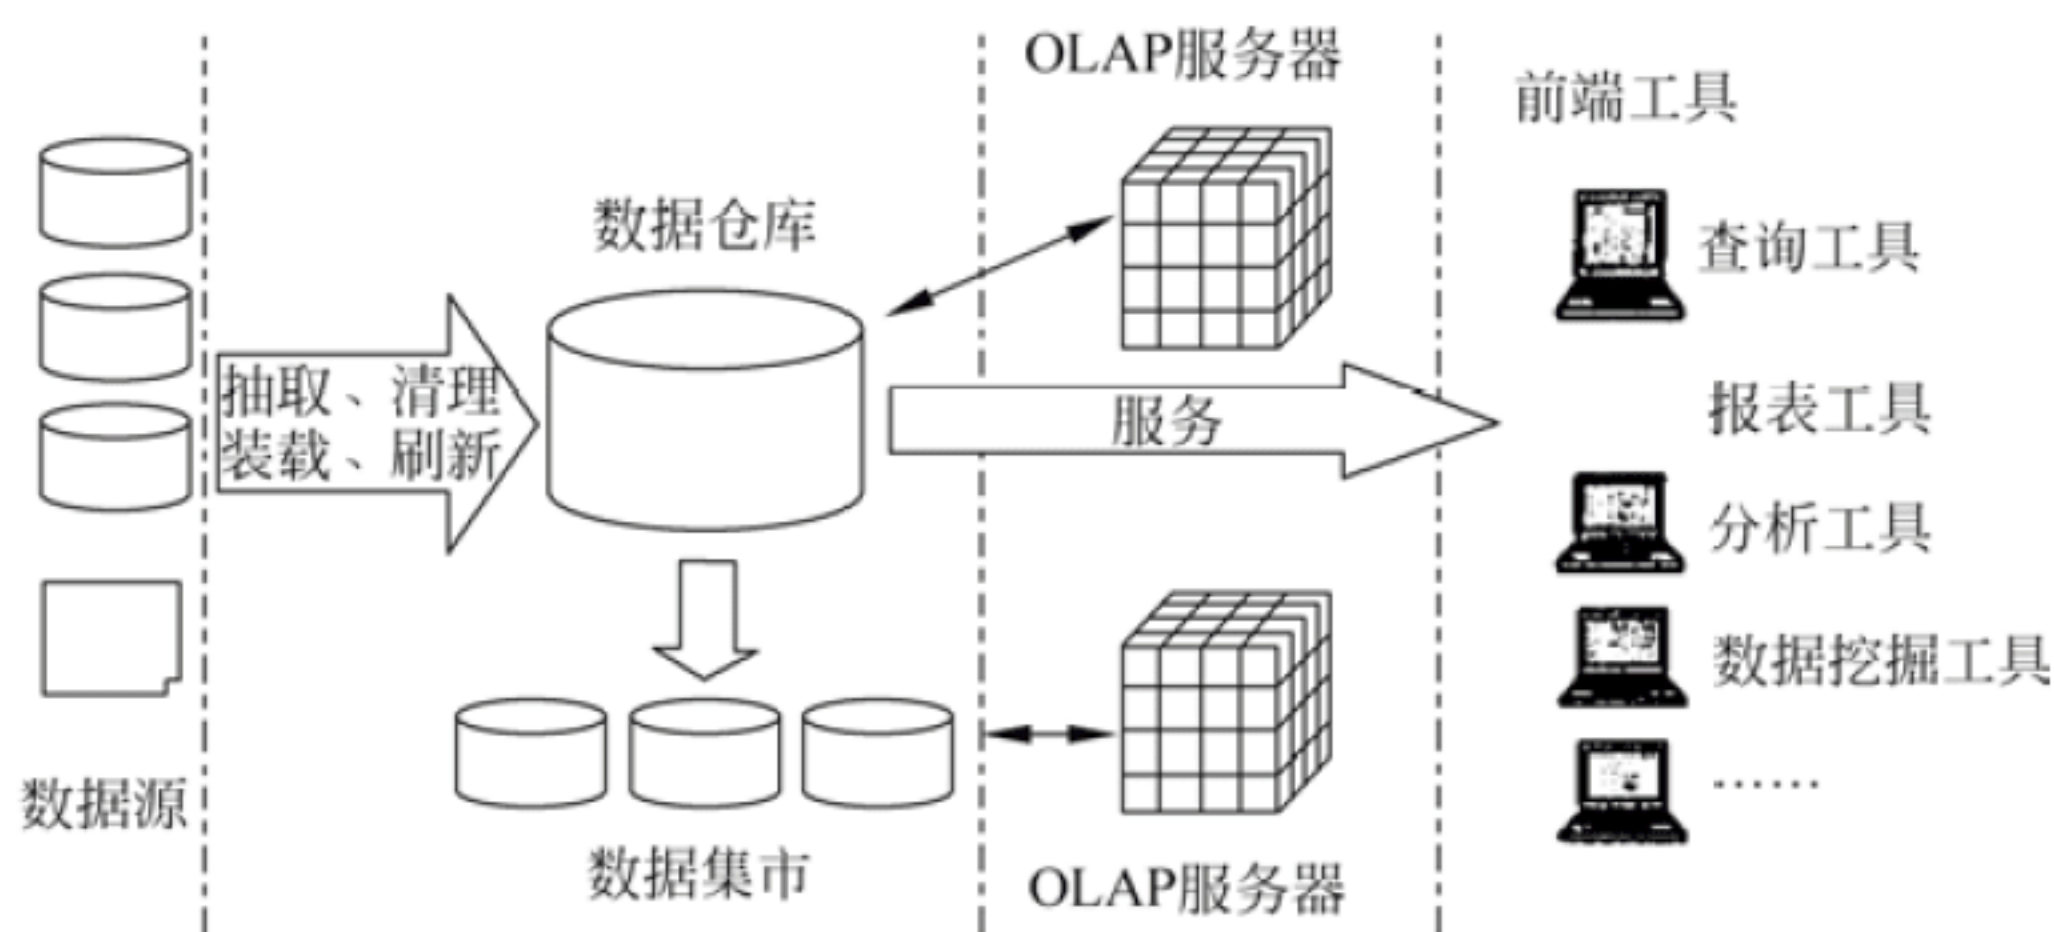 数据源
抽取、清理
装载、刷新
数据仓库
数据集市
OLAP服务器
服务
OLAP服务器
前端工具
查询工具
报表工具
分析工具
数据挖掘工具
……